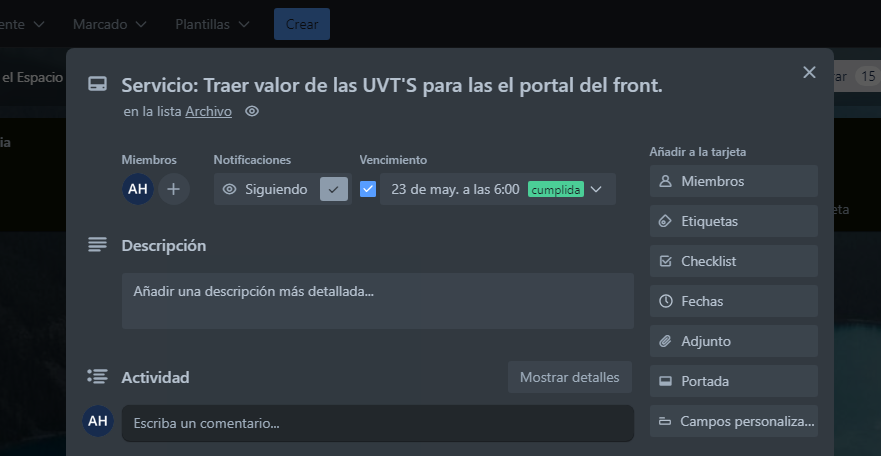 ente
Marcado
Plantillas
Crear
el Espacio
ar 15
Servicio: Traer valor de las UVT'S para las el portal del front.
en la lista Archivo
ia
Miembros
Notificaciones
Vencimiento
AH
Siguiendo
23 de may. a las 6:00 cumplida
Descripción
Añadir una descripción más detallada...
Actividad
Mostrar detalles
AH
Escriba un comentario...
Añadir a la tarjeta
Miembros
Etiquetas
Checklist
Fechas
Adjunto
Portada
Campos personaliza...
eta